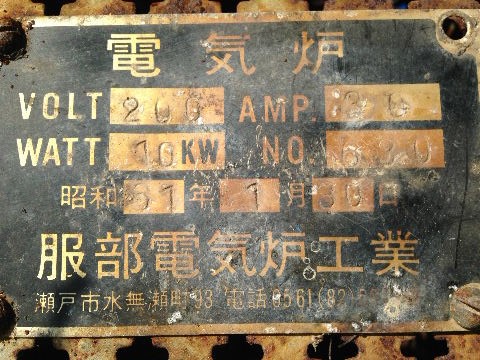 電気炉
VOLT 200 AMP.
WATT 10KW NO. 630
昭和 51年 1月 30日
服部電気炉工業
瀬戸市水無瀬町93 電話0561(82)